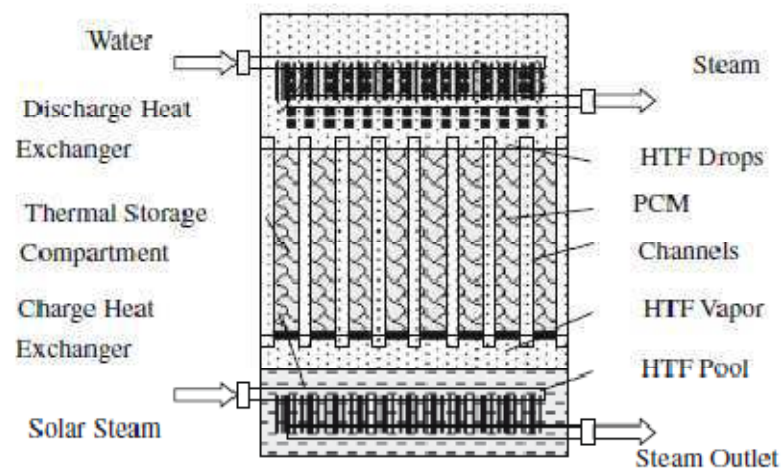 Water
Discharge Heat
Exchanger
Thermal Storage
Compartment
Charge Heat
Exchanger
Solar Steam
Steam
HTF Drops
PCM
Channels
HTF Vapor
HTF Pool
Steam Outlet